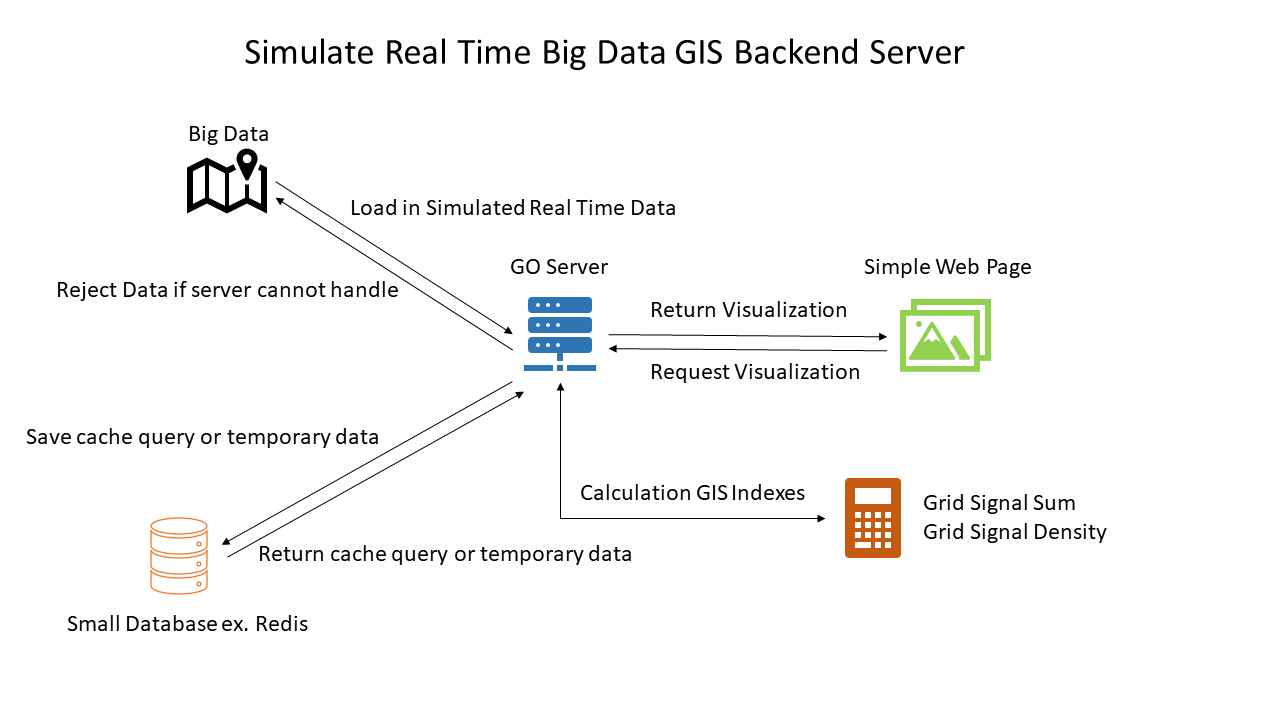 Simulate Real Time Big Data GIS Backend Server
Big Data
Load in Simulated Real Time Data
Reject Data if server cannot handle
GO Server
Simple Web Page
Return Visualization
Request Visualization
Save cache query or temporary data
Calculation GIS Indexes
Grid Signal Sum
Grid Signal Density
Return cache query or temporary data
Small Database ex. Redis